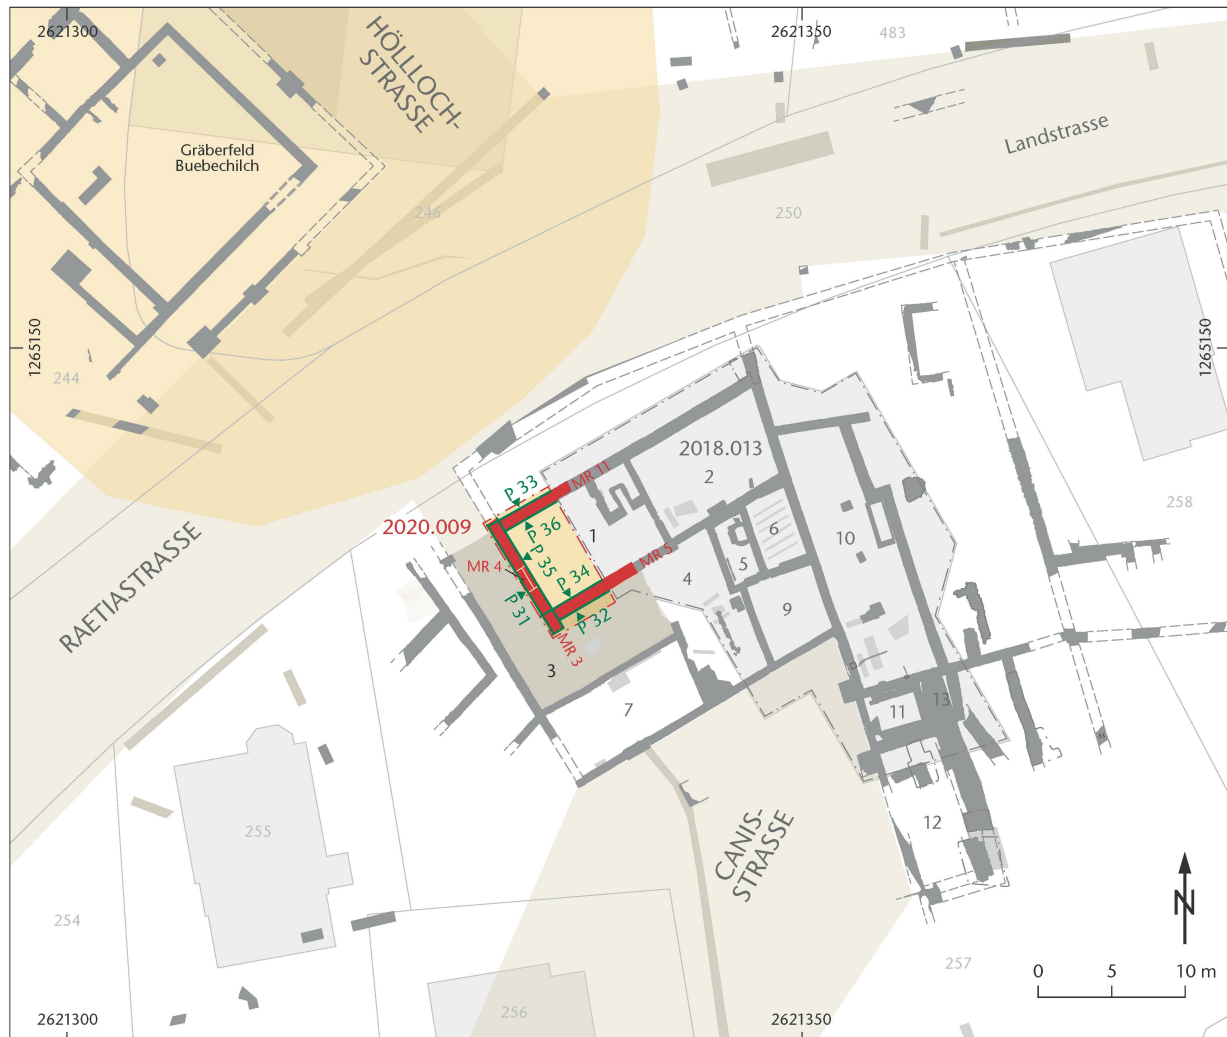 2621300
2621350
483
HÖLLLOCH-
STRASSE
Landstrasse
Gräberfeld
Buebechilch
246
250
1265150
1265150
244
2018.013
2
258
P 33
MR 11
2020.009
P 36
1
6
10
P 35
MR 5
MR 4
P 34
5
4
P 31
9
P 32
MR 3
RAETIASTRASSE
3
7
11
13
CANIS-
STRASSE
12
255
254
N
257
0
5
10 m
256
2621300
2621350